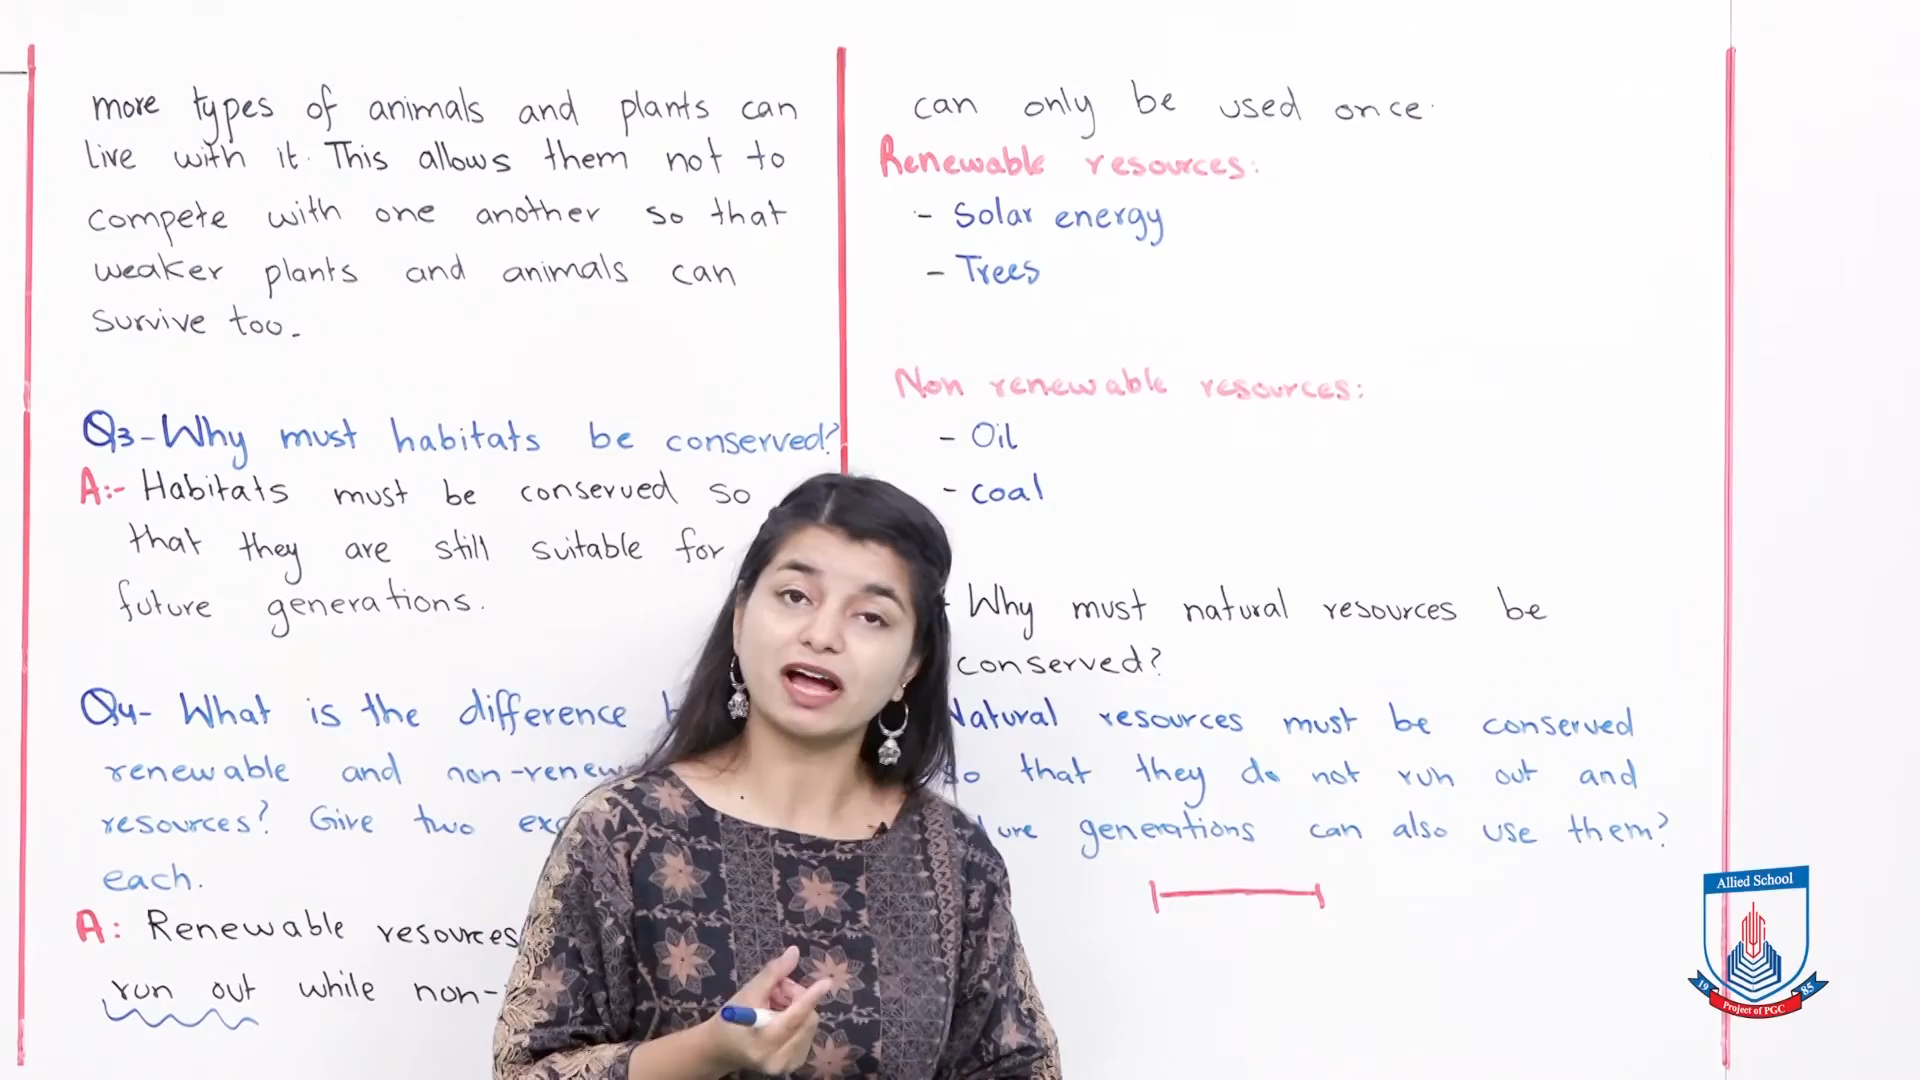 more types of animals and plants can
live with it. This allows them not to
compete with one another so that
weaker plants and animals can
survive too.
Q3- Why must habitats be conserved?
A:- Habitats must be conserved so
that they are still suitable for
future generations.
Q4- What is the difference
renewable and non-renew
resources? Give two exa
each.
A: Renewable resources
run out while non-
can only be used once.
Renewable resources:
- Solar energy
- Trees
Non renewable resources:
- Oil
- coal
Why must natural resources be
conserved?
Natural resources must be conserved
so that they do not run out and
ure generations can also use them?
Allied School
19 85
Project of PGC